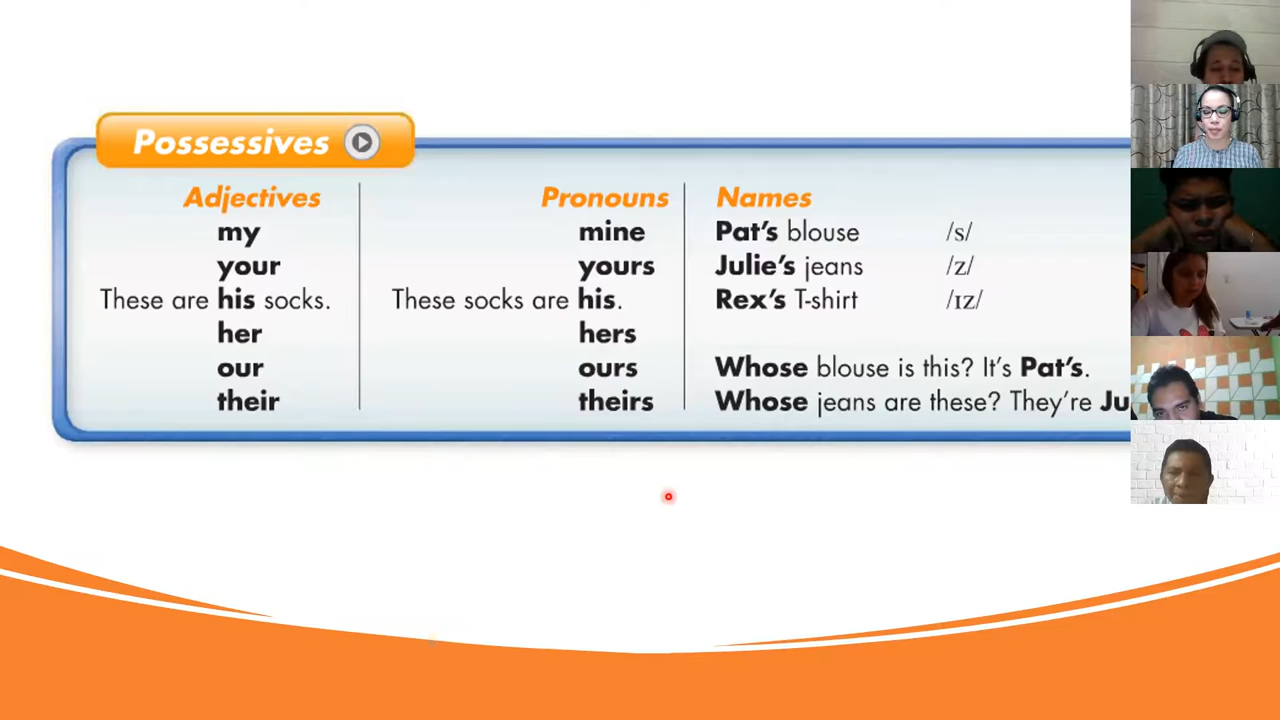 Possessives
Adjectives
my
your
These are his socks.
her
our
their
Pronouns
mine
yours
These socks are his.
hers
ours
theirs
Names
Pat's blouse /s/
Julie's jeans /z/
Rex's T-shirt /ɪz/
Whose blouse is this? It's Pat's.
Whose jeans are these? They're